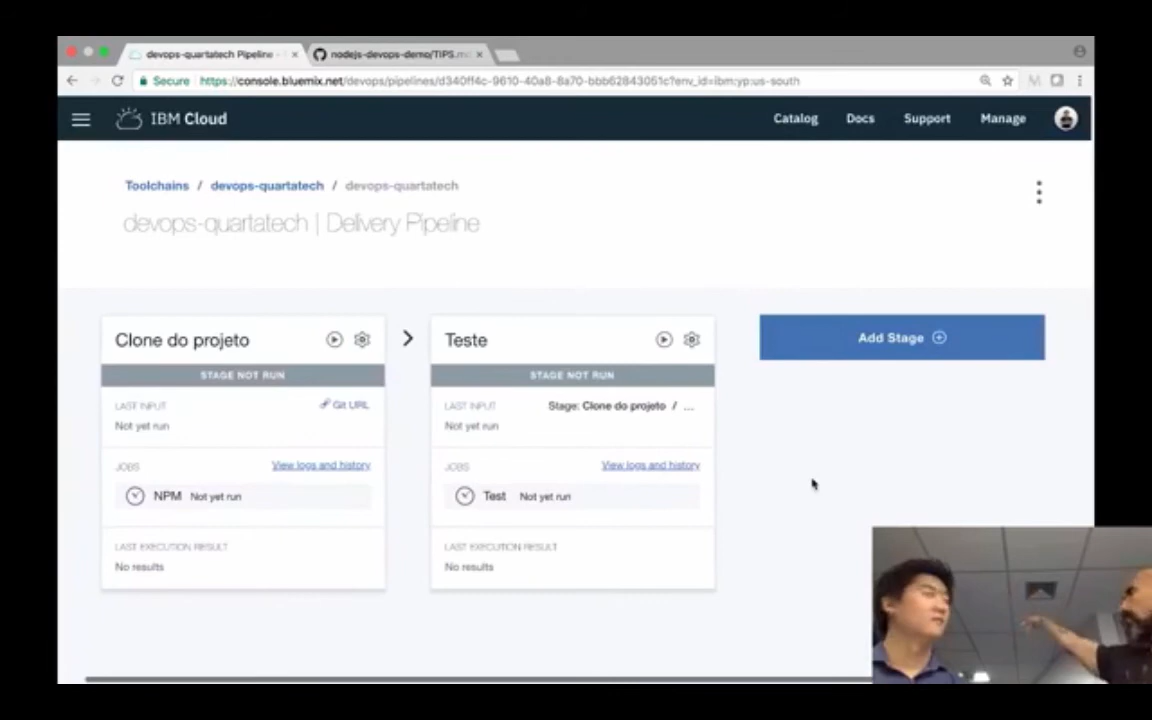 devops-quartatech Pipeline -
nodejs-devops-demo/TIPS.m
Secure https://console.bluemix.net/devops/pipelines/d340ff4c-9610-40a8-8a70-bbb62843051c?env_id=ibm:yp:us-south
IBM Cloud Catalog Docs Support Manage
Toolchains / devops-quartatech / devops-quartatech
devops-quartatech | Delivery Pipeline
Clone do projeto
STAGE NOT RUN
LAST INPUT Git URL
Not yet run
JOBS View logs and history
NPM Not yet run
LAST EXECUTION RESULT
No results
Teste
STAGE NOT RUN
LAST INPUT Stage: Clone do projeto / ...
Not yet run
JOBS View logs and history
Test Not yet run
LAST EXECUTION RESULT
No results
Add Stage